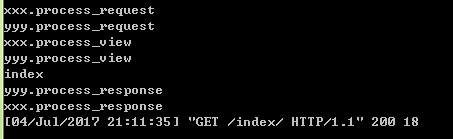 xxx.process_request
yyy.process_request
xxx.process_view
yyy.process_view
index
yyy.process_response
xxx.process_response
[04/Jul/2017 21:11:35] "GET /index/ HTTP/1.1" 200 18